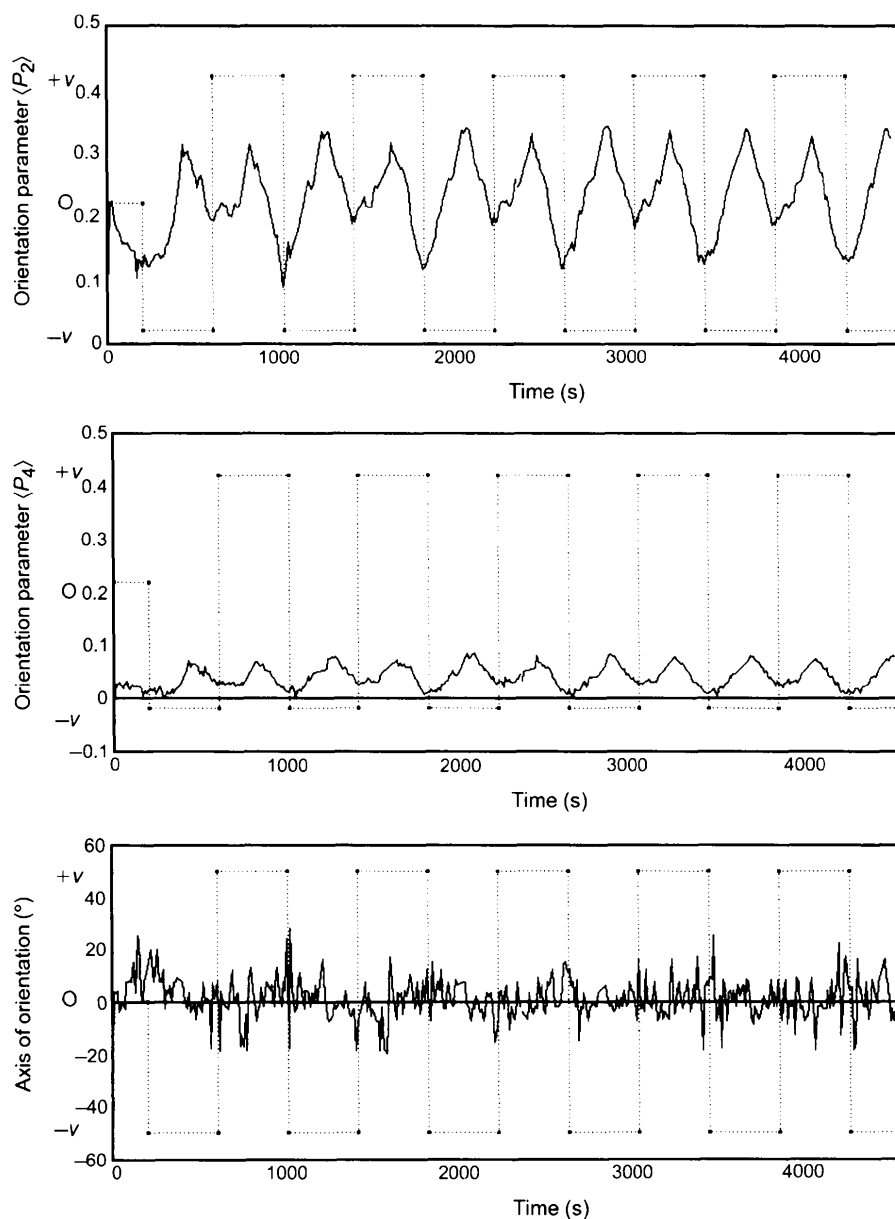 0.5
+v
0.4
0.3
O
0.2
0.1
–v
0
Orientation parameter ⟨P2⟩
0 1000 2000 3000 4000
Time (s)
0.5
+v
0.4
0.3
O 0.2
0.1
0
–v
–0.1
Orientation parameter ⟨P4⟩
0 1000 2000 3000 4000
Time (s)
60
+v
40
20
O 0
–20
–40
–v
–60
Axis of orientation (°)
0 1000 2000 3000 4000
Time (s)